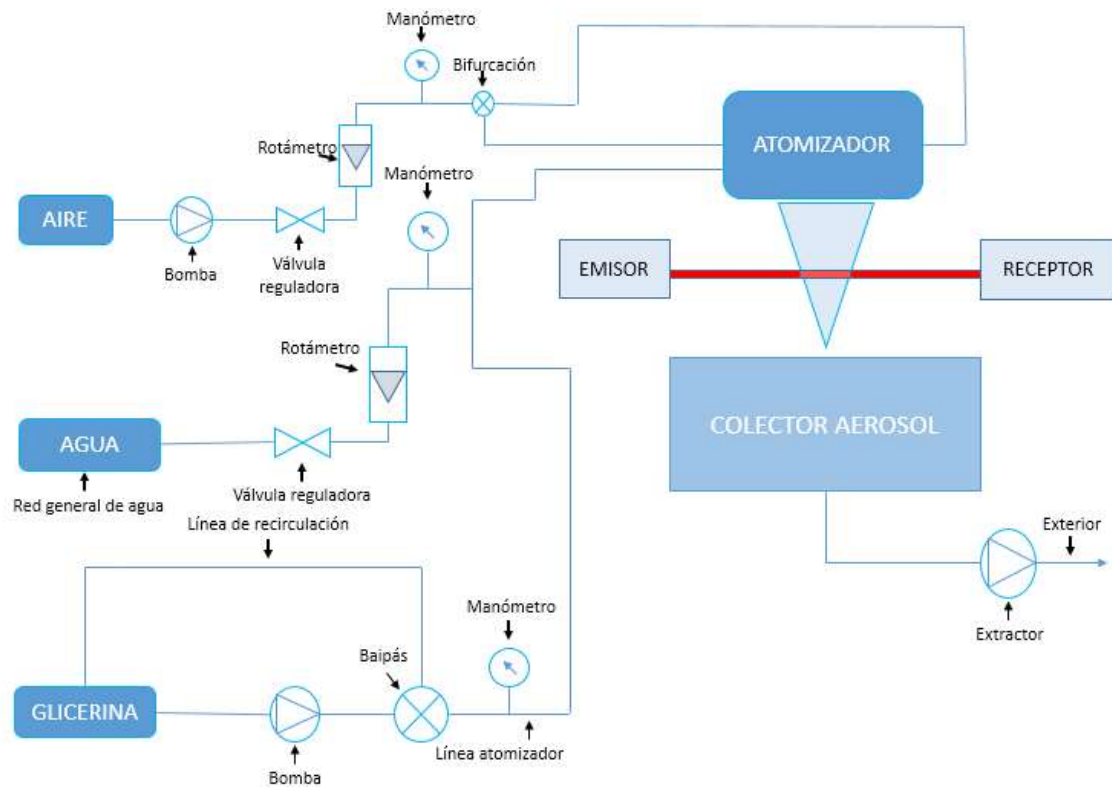 Manómetro
Bifurcación
Rotámetro
ATOMIZADOR
Manómetro
AIRE
Bomba
Válvula
reguladora
EMISOR
RECEPTOR
Rotámetro
AGUA
COLECTOR AEROSOL
Red general de agua
Válvula reguladora
Línea de recirculación
Exterior
Manómetro
Extractor
Baipás
GLICERINA
Línea atomizador
Bomba